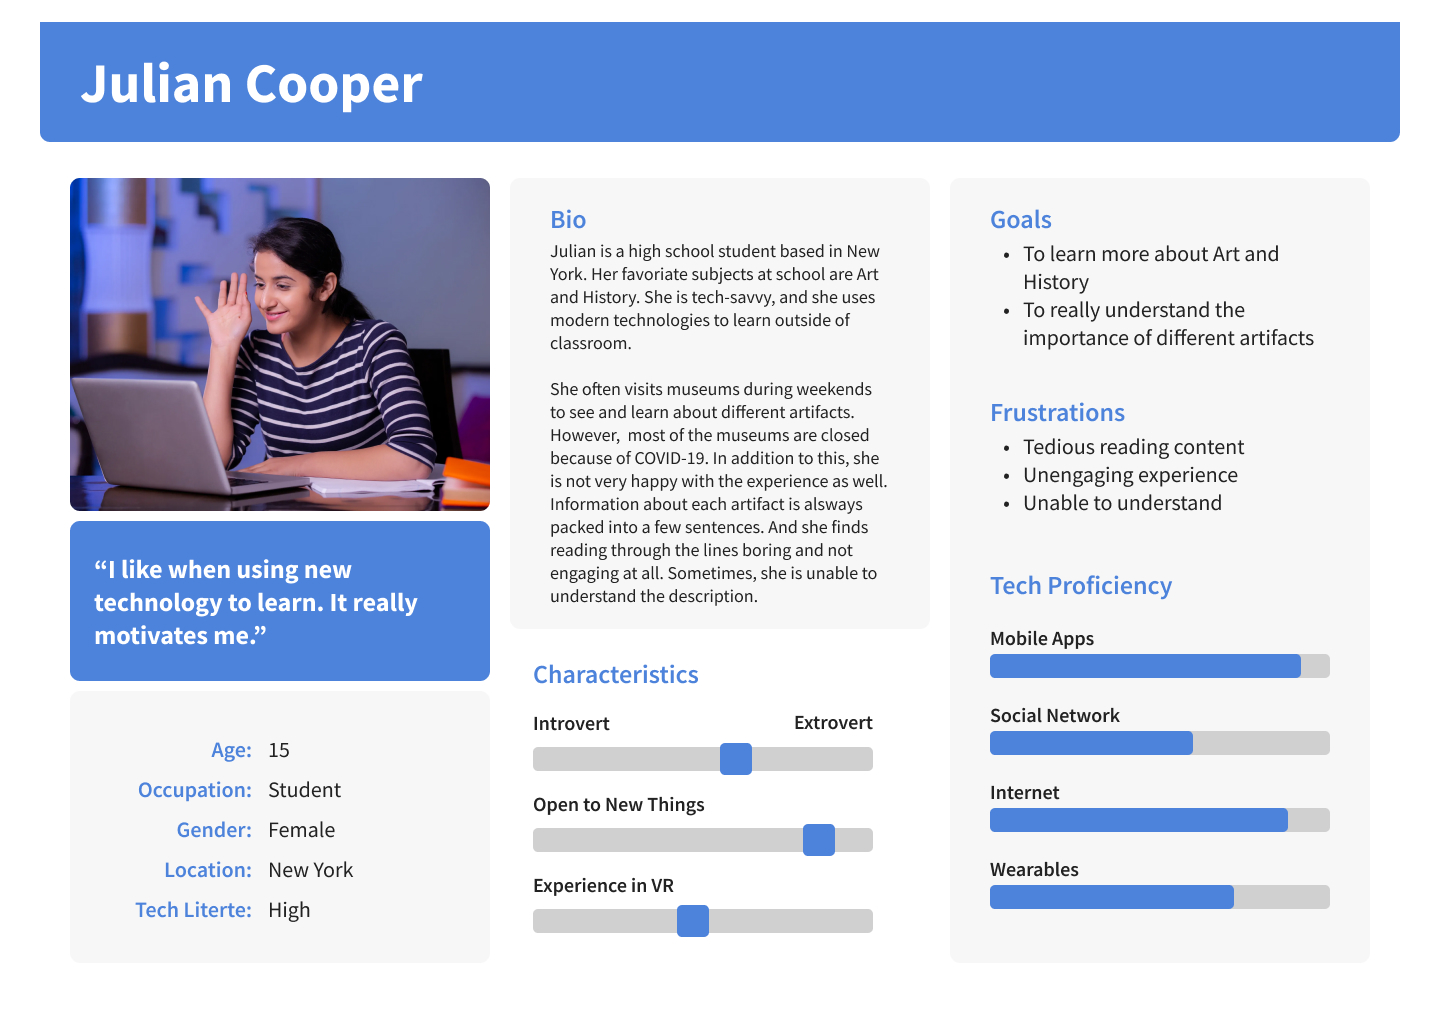 Julian Cooper
“I like when using new
technology to learn. It really
motivates me.”
Age: 15
Occupation: Student
Gender: Female
Location: New York
Tech Literte: High
Bio
Julian is a high school student based in New
York. Her favoriate subjects at school are Art
and History. She is tech-savvy, and she uses
modern technologies to learn outside of
classroom.
She often visits museums during weekends
to see and learn about different artifacts.
However,  most of the museums are closed
because of COVID-19. In addition to this, she
is not very happy with the experience as well.
Information about each artifact is alsways
packed into a few sentences. And she finds
reading through the lines boring and not
engaging at all. Sometimes, she is unable to
understand the description.
Characteristics
Introvert Extrovert
Open to New Things
Experience in VR
Goals
• To learn more about Art and
History
• To really understand the
importance of different artifacts
Frustrations
• Tedious reading content
• Unengaging experience
• Unable to understand
Tech Proficiency
Mobile Apps
Social Network
Internet
Wearables